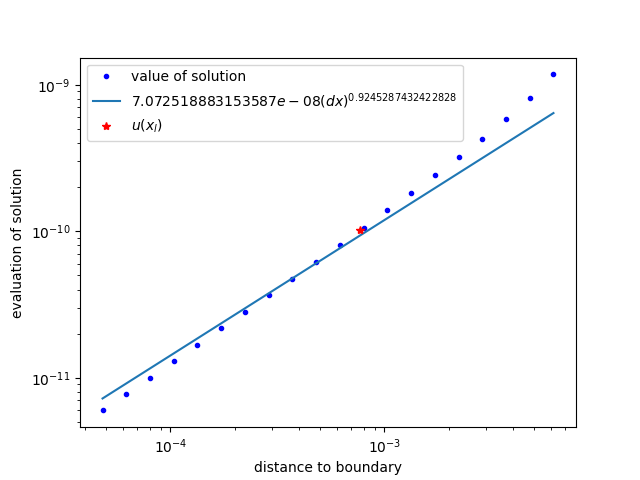 value of solution
7.072518883153587e − 08(dx)^0.9245287432422828
u(x_l)
10^−9
10^−10
10^−11
evaluation of solution
10^−4
10^−3
distance to boundary